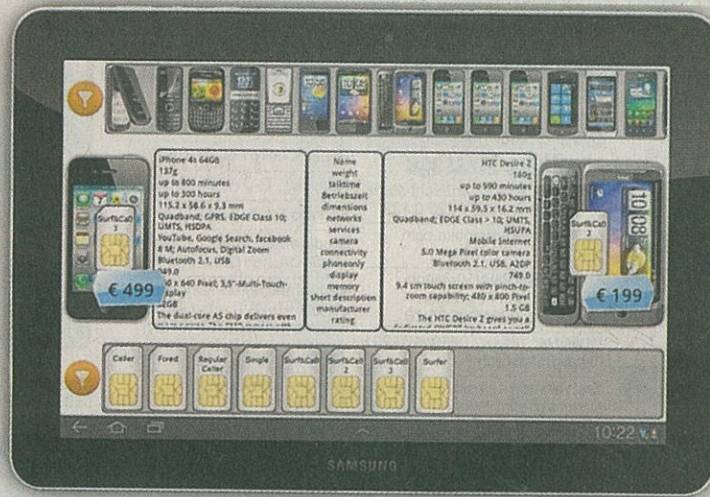 iPhone 4s 64GB
137g
up to 800 minutes
up to 300 hours
115.2 x 58.6 x 9.3 mm
Quadband; GPRS, EDGE Class 10;
UMTS, HSDPA
YouTube, Google Search, facebook
8 M; Autofocus, Digital Zoom
Bluetooth 2.1, USB
49.0
x 640 Pixel; 3,5"-Multi-Touch-
play
2GB
The dual-core A5 chip delivers even
Name
weight
talktime
Betriebszeit
dimensions
networks
services
camera
connectivity
phoneonly
display
memory
short description
manufacturer
rating
HTC Desire Z
180g
up to 590 minutes
up to 430 hours
114 x 59.5 x 16.2 mm
Quadband; EDGE Class > 10; UMTS,
HSUPA
Mobile Internet
5.0 Mega Pixel color camera
Bluetooth 2.1, USB, A2DP
749.0
9.4 cm touch screen with pinch-to-
zoom capability; 480 x 800 Pixel
1.5 GB
The HTC Desire Z gives you a
Surf&Call
3
€ 499
Surf&Call
3
10:08
€ 199
Caller
Fixed
Regular
Caller
Single
Surf&Call
Surf&Call
2
Surf&Call
3
Surfer
10:22
SAMSUNG